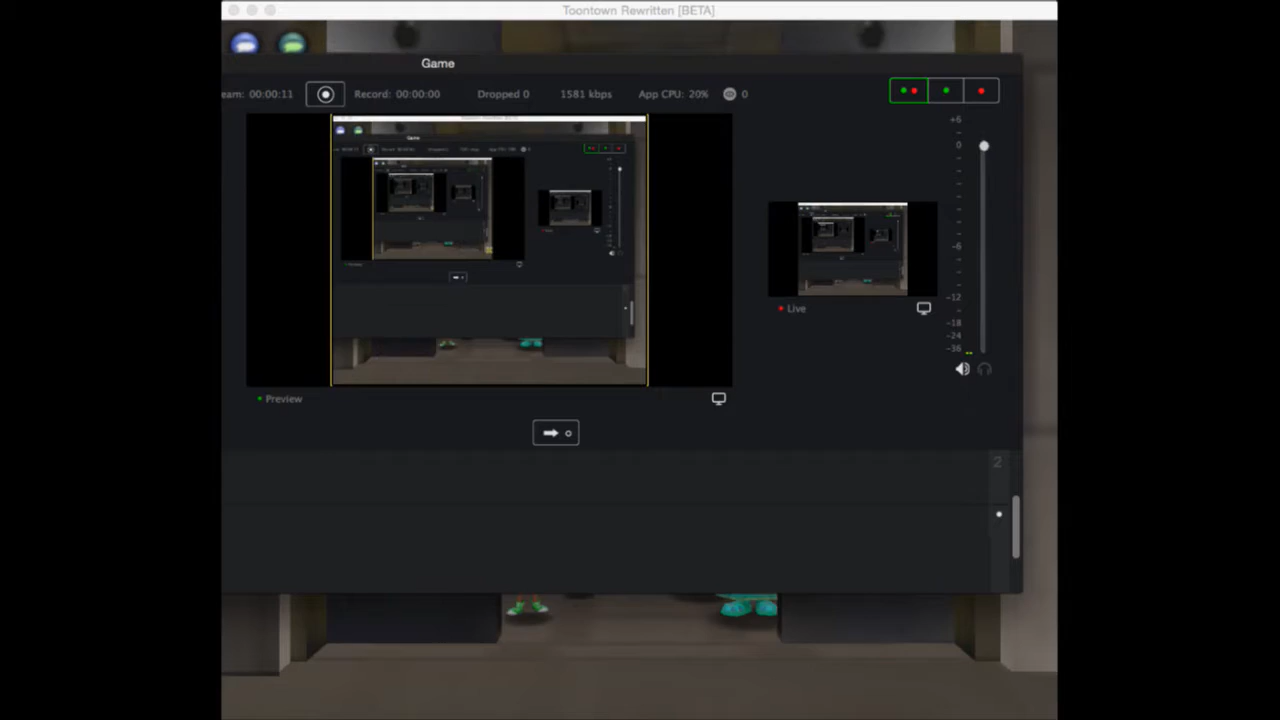 Toontown Rewritten [BETA]
Game
eam: 00:00:11 Record: 00:00:00 Dropped 0 1581 kbps App CPU: 20% 0
+6
0
-6
-12
-18
-24
-36
Live
Preview
2